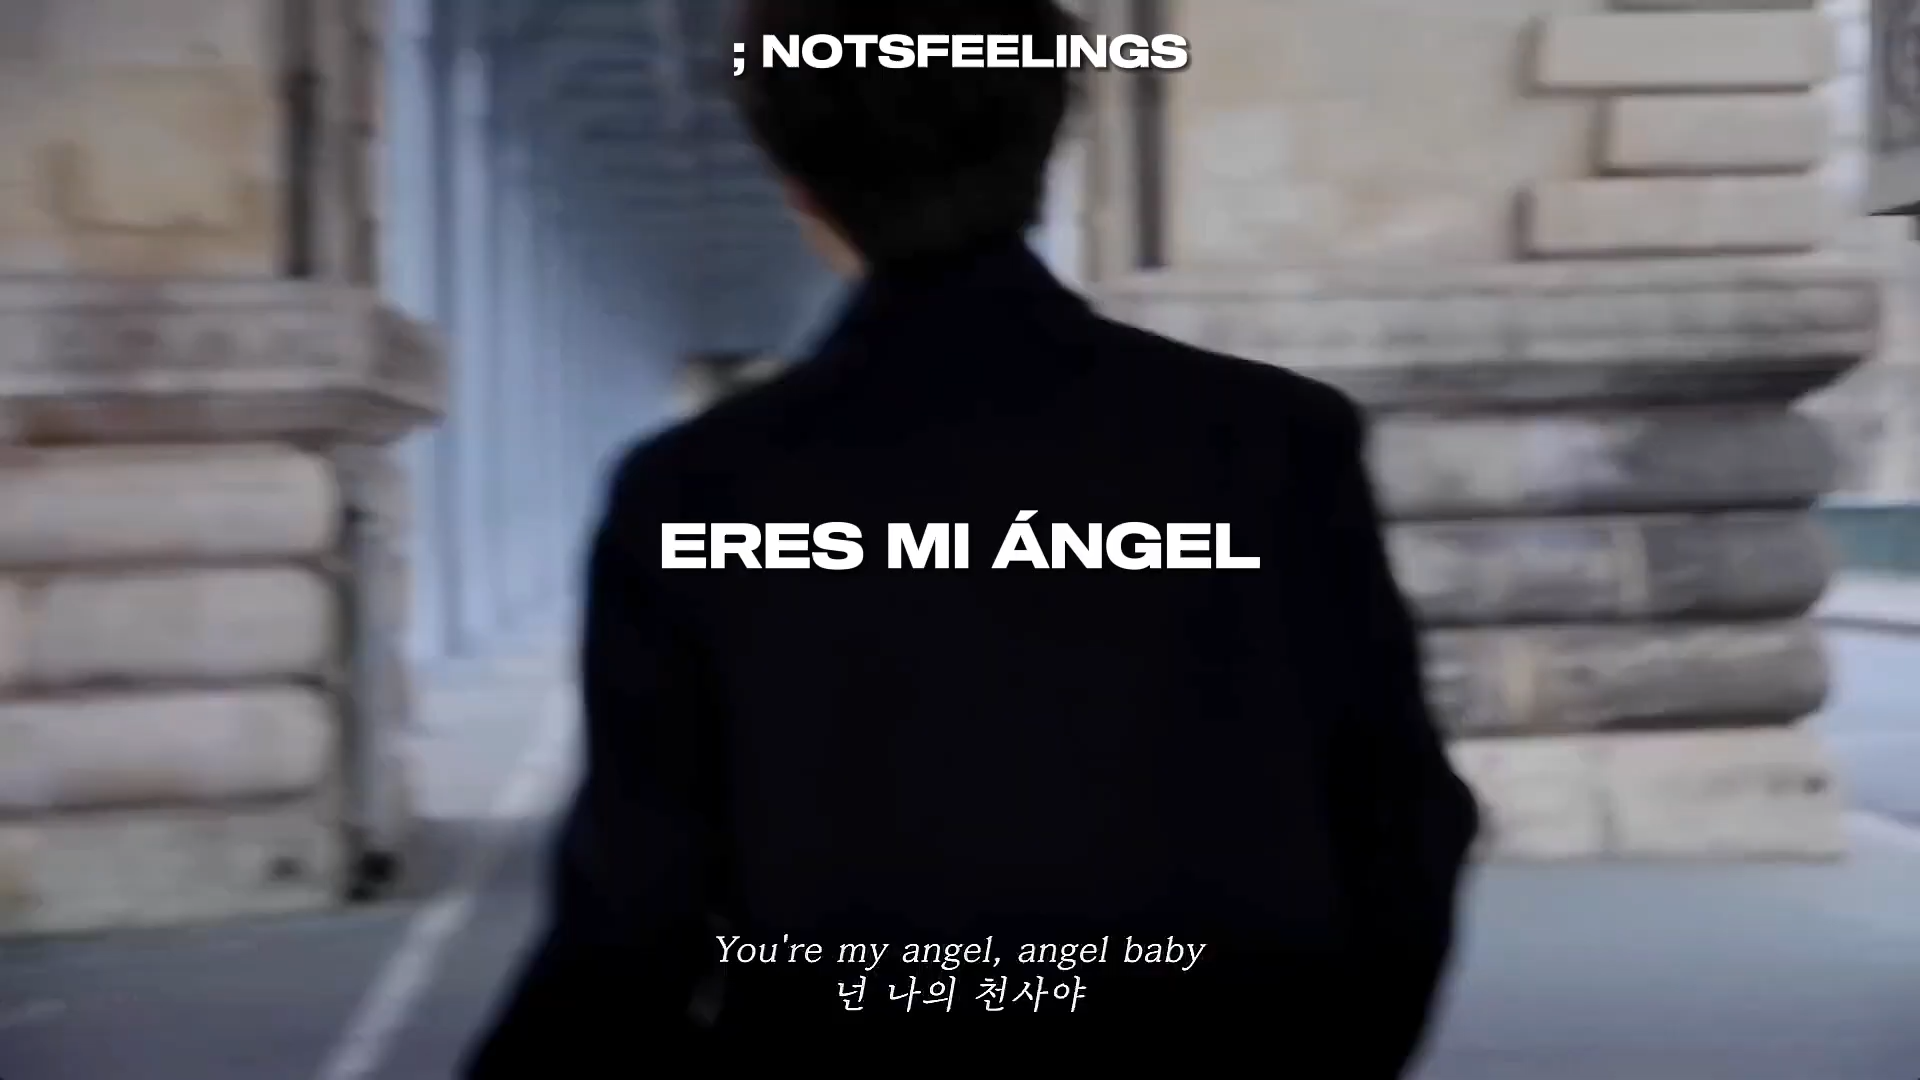 ; NOTSFEELINGS
ERES MI ÁNGEL
You're my angel, angel baby
넌 나의 천사야